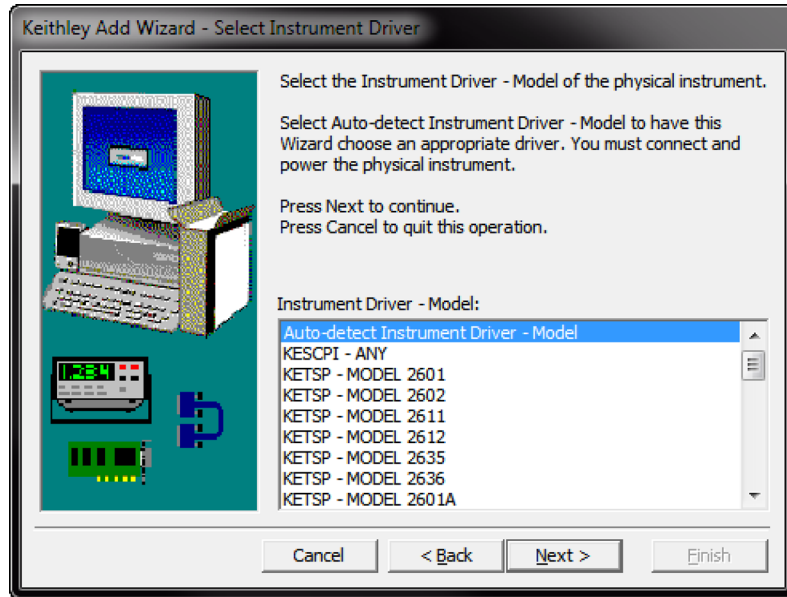 Keithley Add Wizard - Select Instrument Driver
Select the Instrument Driver - Model of the physical instrument.
Select Auto-detect Instrument Driver - Model to have this
Wizard choose an appropriate driver. You must connect and
power the physical instrument.
Press Next to continue.
Press Cancel to quit this operation.
Instrument Driver - Model:
Auto-detect Instrument Driver - Model
KESCPI - ANY
KETSP - MODEL 2601
KETSP - MODEL 2602
KETSP - MODEL 2611
KETSP - MODEL 2612
KETSP - MODEL 2635
KETSP - MODEL 2636
KETSP - MODEL 2601A
1.234
Cancel
< Back
Next >
Finish